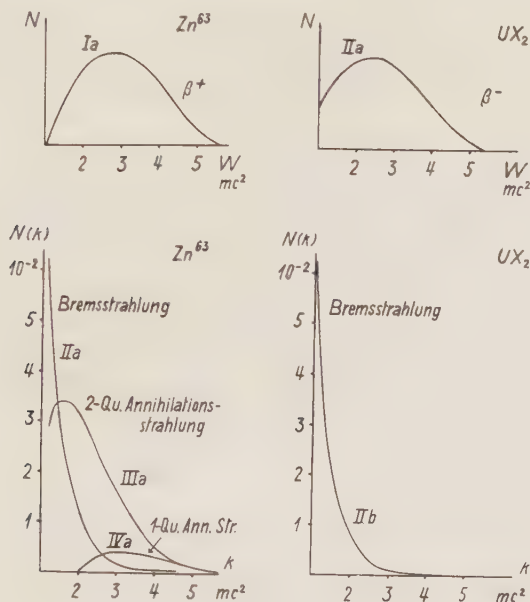 N
Zn⁶³
Ia
β⁺
2 3 4 5 W
mc²
N
UX₂
IIa
β⁻
2 3 4 5 W
mc²
N(k)
Zn⁶³
10⁻²
Bremsstrahlung
5
IIa
4
2-Qu. Annihilations-
strahlung
3
IIIa
2
1-Qu. Ann. Str.
1
IVa
k
2 3 4 5 mc²
N(k)
UX₂
10⁻²
Bremsstrahlung
5
4
3
2
IIb
1
k
2 3 4 5 mc²